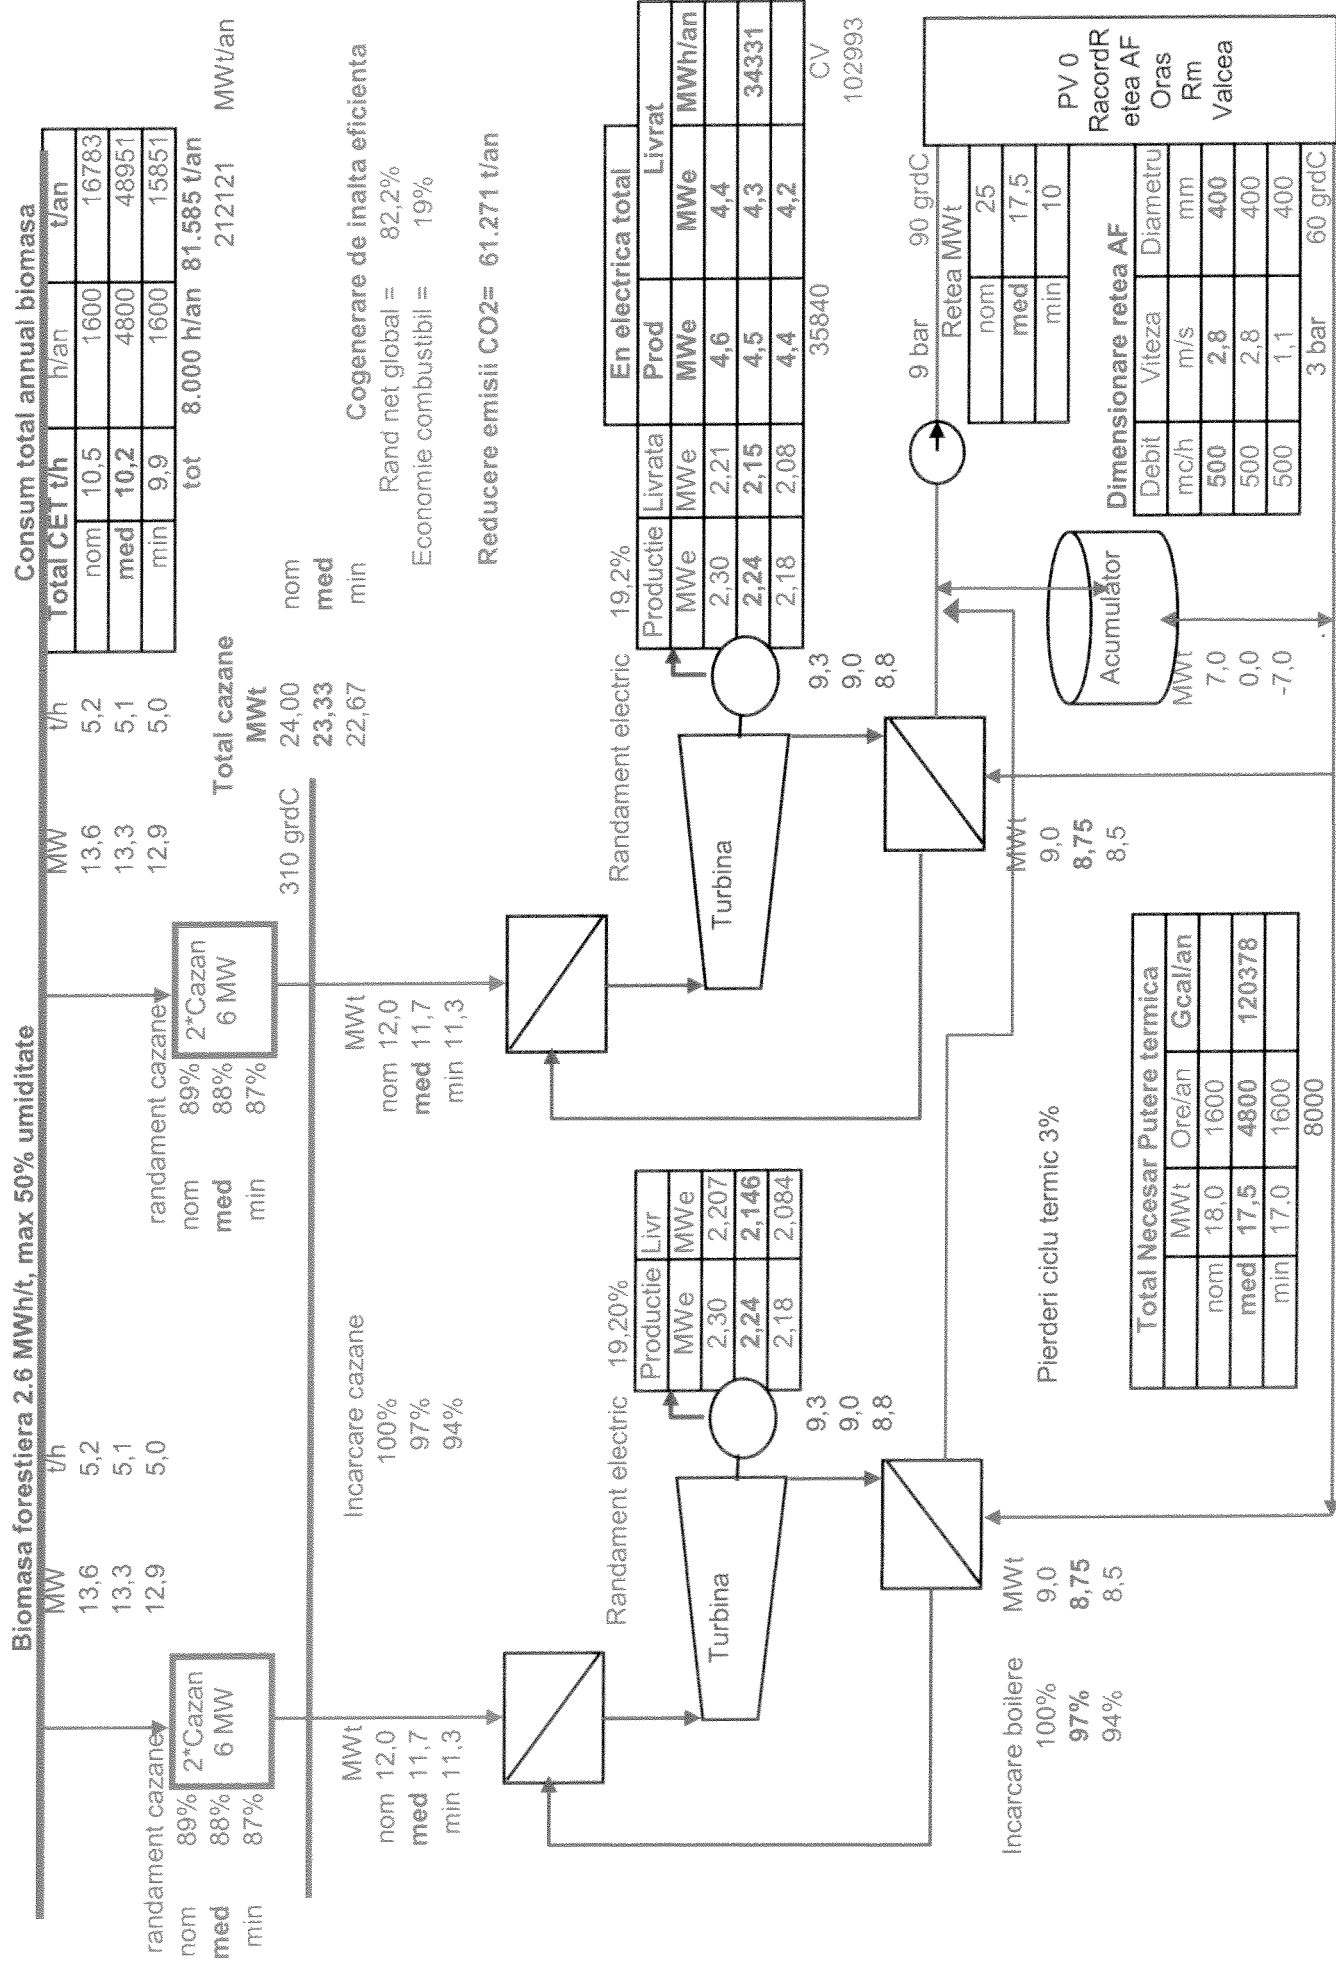 Biomasa forestiera 2.6 MWh/t, max 50% umiditate
Consum total annual biomasa
MW t/h
13,6 5,2
13,3 5,1
12,9 5,0
MW t/h
13,6 5,2
13,3 5,1
12,9 5,0
Total CET t/h h/an t/an
nom 10,5 1600 16783
med 10,2 4800 48951
min 9,9 1600 15851
tot 8.000 h/an 81.585 t/an
212121 MWt/an
randament cazane
nom 89%
med 88%
min 87%
2*Cazan
6 MW
randament cazane
nom 89%
med 88%
min 87%
2*Cazan
6 MW
310 grdC
Total cazane
MWt
24,00 nom
23,33 med
22,67 min
Cogenerare de inalta eficienta
Rand net global = 82,2%
Economie combustibil = 19%
Reducere emisii CO2= 61.271 t/an
MWt
nom 12,0
med 11,7
min 11,3
Incarcare cazane
100%
97%
94%
MWt
nom 12,0
med 11,7
min 11,3
Randament electric 19,20%
Productie Livr
MWe MWe
2,30 2,207
2,24 2,146
2,18 2,084
Turbina
9,3
9,0
8,8
Randament electric 19,2%
Productie Livrata
MWe MWe
2,30 2,21
2,24 2,15
2,18 2,08
En electrica total
Prod Livrat
MWe MWe MWh/an
4,6 4,4
4,5 4,3 34331
4,4 4,2
35840 CV
102993
Turbina
9,3
9,0
8,8
9 bar 90 grdC
Retea MWt
nom 25
med 17,5
min 10
PV 0
RacordR
etea AF
Oras
Rm
Valcea
Incarcare boilere MWt
100% 9,0
97% 8,75
94% 8,5
Pierderi ciclu termic 3%
MWt
9,0
8,75
8,5
Acumulator
MWt
7,0
0,0
-7,0
Dimensionare retea AF
Debit Viteza Diametru
mc/h m/s mm
500 2,8 400
500 2,8 400
500 1,1 400
3 bar 60 grdC
Total Necesar Putere termica
MWt Ore/an Gcal/an
nom 18,0 1600
med 17,5 4800 120378
min 17.0 1600
8000